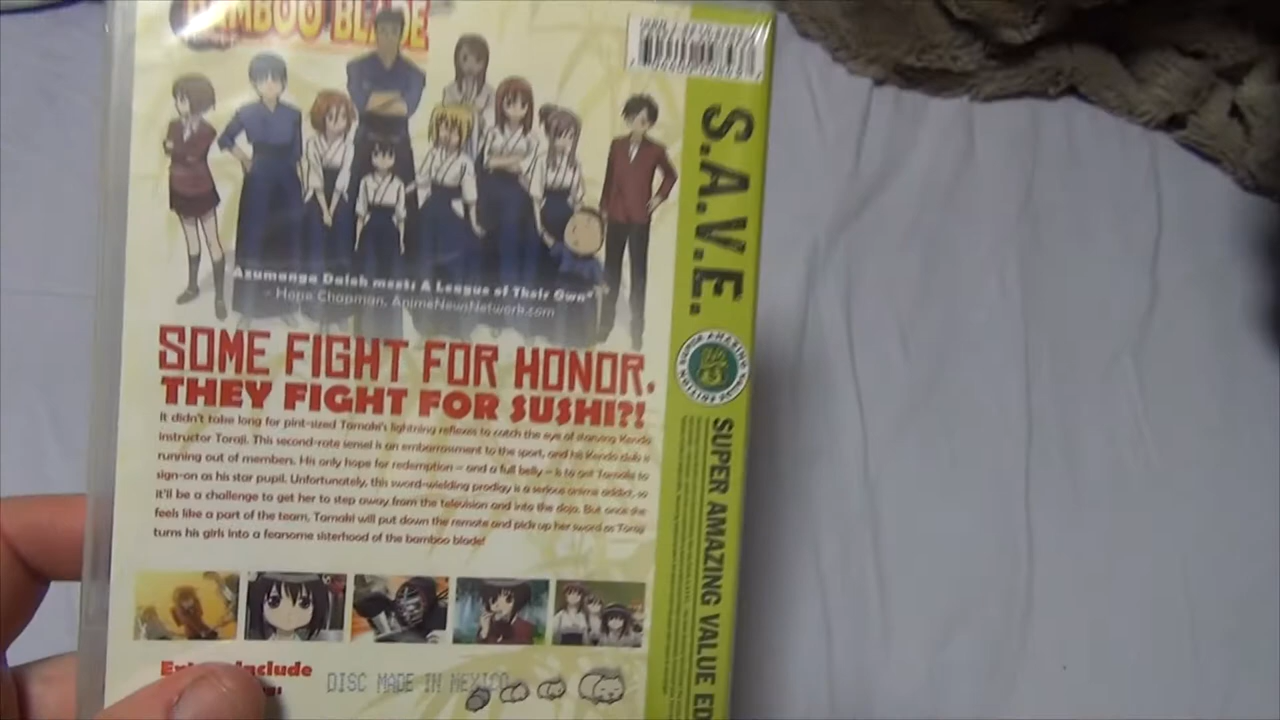 BAMBOO BLADE
S.A.V.E.
Azumanga Daioh meets A League of Their Own"
- Hope Chapman, AnimeNewsNetwork.com
SOME FIGHT FOR HONOR.
THEY FIGHT FOR SUSHI?!
It didn't take long for pint-sized Tamaki's lightning reflexes to catch the eye of starving Kendo
instructor Toraji. This second-rate sensei is an embarrassment to the sport, and his Kendo club is
running out of members. His only hope for redemption – and a full belly – is to get Tamaki to
sign-on as his star pupil. Unfortunately, this sword-wielding prodigy is a serious anime addict, so
it'll be a challenge to get her to step away from the television and into the dojo. But once she
feels like a part of the team, Tamaki will put down the remote and pick up her sword as Toraji
turns his girls into a fearsome sisterhood of the bamboo blade!
SUPER AMAZING VALUE ED
DISC MADE IN MEXICO